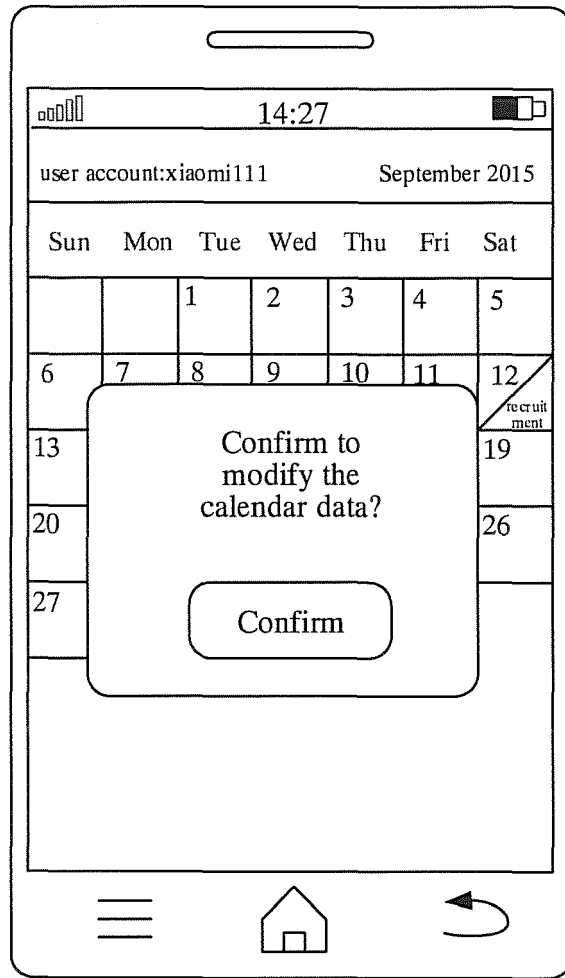 14:27
user account:xiaomi111 September 2015
Sun Mon Tue Wed Thu Fri Sat
1 2 3 4 5
6 7 8 9 10 11 12
recruit
ment
13 19
Confirm to
modify the
calendar data?
20 26
27
Confirm